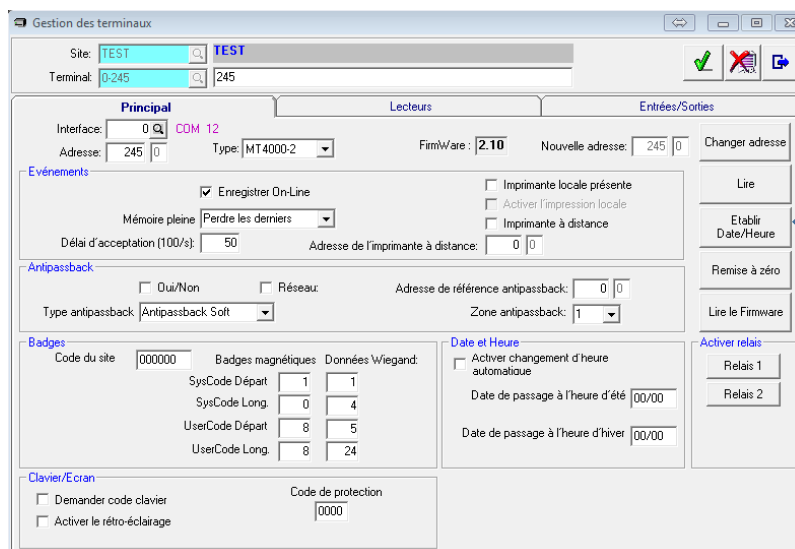 Gestion des terminaux
Site: TEST TEST
Terminal: 0-245 245
Principal Lecteurs Entrées/Sorties
Interface: 0 COM 12
Adresse: 245 0 Type: MT4000-2 FirmWare : 2.10 Nouvelle adresse: 245 0 Changer adresse
Evénements
Enregistrer On-Line Imprimante locale présente Lire
Activer l'impression locale
Mémoire pleine Perdre les derniers Imprimante à distance Etablir
Date/Heure
Délai d'acceptation (100/s): 50 Adresse de l'imprimante à distance: 0 0
Antipassback Remise à zéro
Oui/Non Réseau: Adresse de référence antipassback: 0 0
Type antipassback Antipassback Soft Zone antipassback: 1 Lire le Firmware
Badges Date et Heure Activer relais
Code du site 000000 Badges magnétiques Données Wiegand: Activer changement d'heure
automatique Relais 1
SysCode Départ 1 1
SysCode Long. 0 4 Date de passage à l'heure d'été 00/00 Relais 2
UserCode Départ 8 5
UserCode Long. 8 24 Date de passage à l'heure d'hiver 00/00
Clavier/Ecran
Demander code clavier Code de protection
0000
Activer le rétro-éclairage